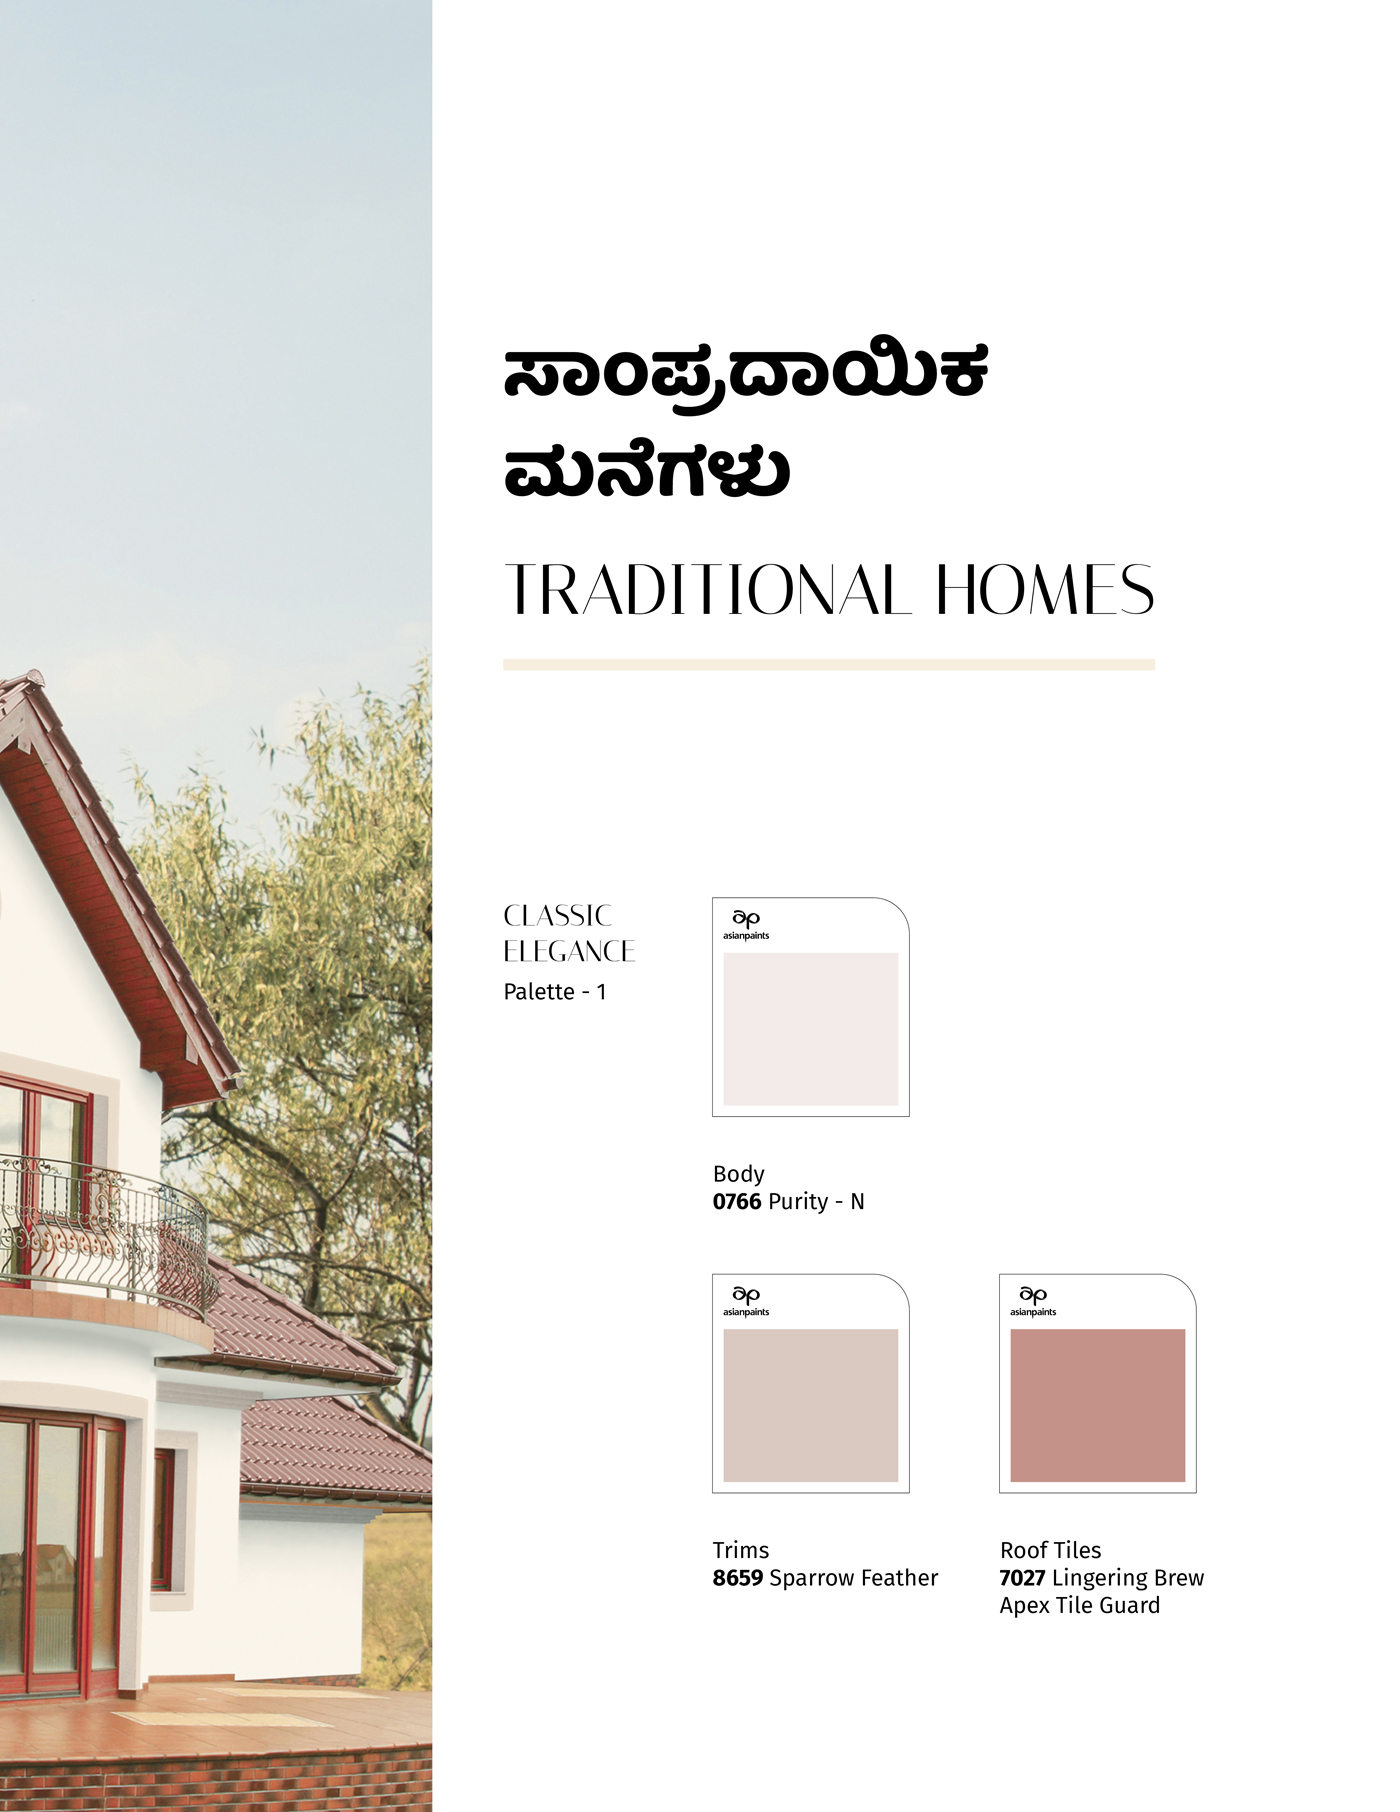 ಸಾಂಪ್ರದಾಯಿಕ
ಮನೆಗಳು
TRADITIONAL HOMES
CLASSIC
ELEGANCE
Palette - 1
ap
asianpaints
Body
0766 Purity - N
ap
asianpaints
Trims
8659 Sparrow Feather
ap
asianpaints
Roof Tiles
7027 Lingering Brew
Apex Tile Guard